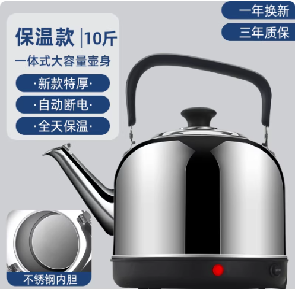 保温款|10斤
一体式大容量壶身
·新款特厚·
·自动断电·
·全天保温·
一年换新
三年质保
不锈钢内胆